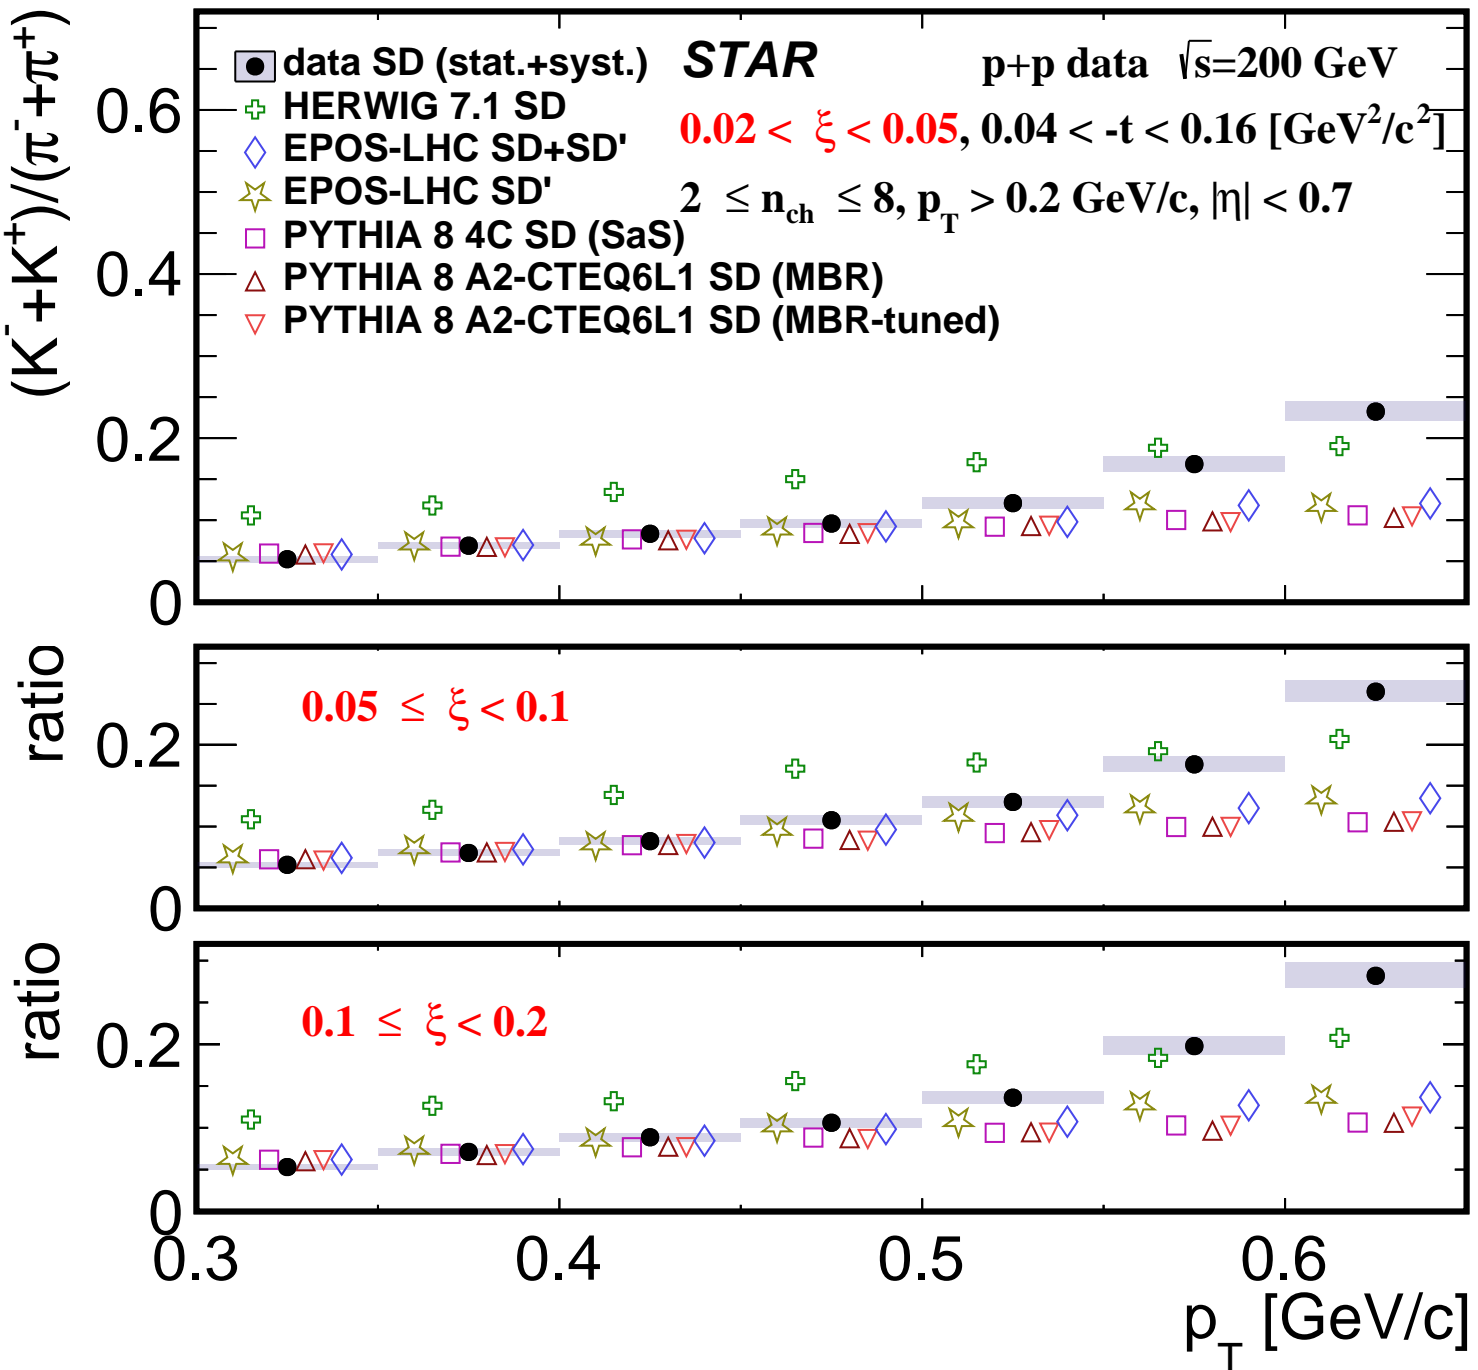 (K⁻+K⁺)/(π⁻+π⁺)
data SD (stat.+syst.)
HERWIG 7.1 SD
EPOS-LHC SD+SD'
EPOS-LHC SD'
PYTHIA 8 4C SD (SaS)
PYTHIA 8 A2-CTEQ6L1 SD (MBR)
PYTHIA 8 A2-CTEQ6L1 SD (MBR-tuned)
STAR p+p data √s=200 GeV
0.02 < ξ < 0.05, 0.04 < -t < 0.16 [GeV²/c²]
2 ≤ n_ch ≤ 8, p_T > 0.2 GeV/c, |η| < 0.7
0.6
0.4
0.2
0
ratio
0.05 ≤ ξ < 0.1
0.2
0
ratio
0.1 ≤ ξ < 0.2
0.2
0
0.3 0.4 0.5 0.6
p_T [GeV/c]